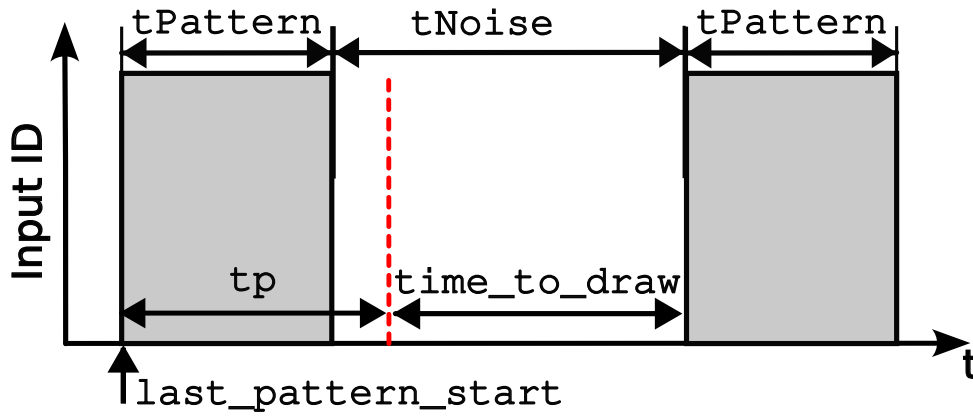 tPattern tNoise tPattern
Input ID
tp time_to_draw
t
last_pattern_start